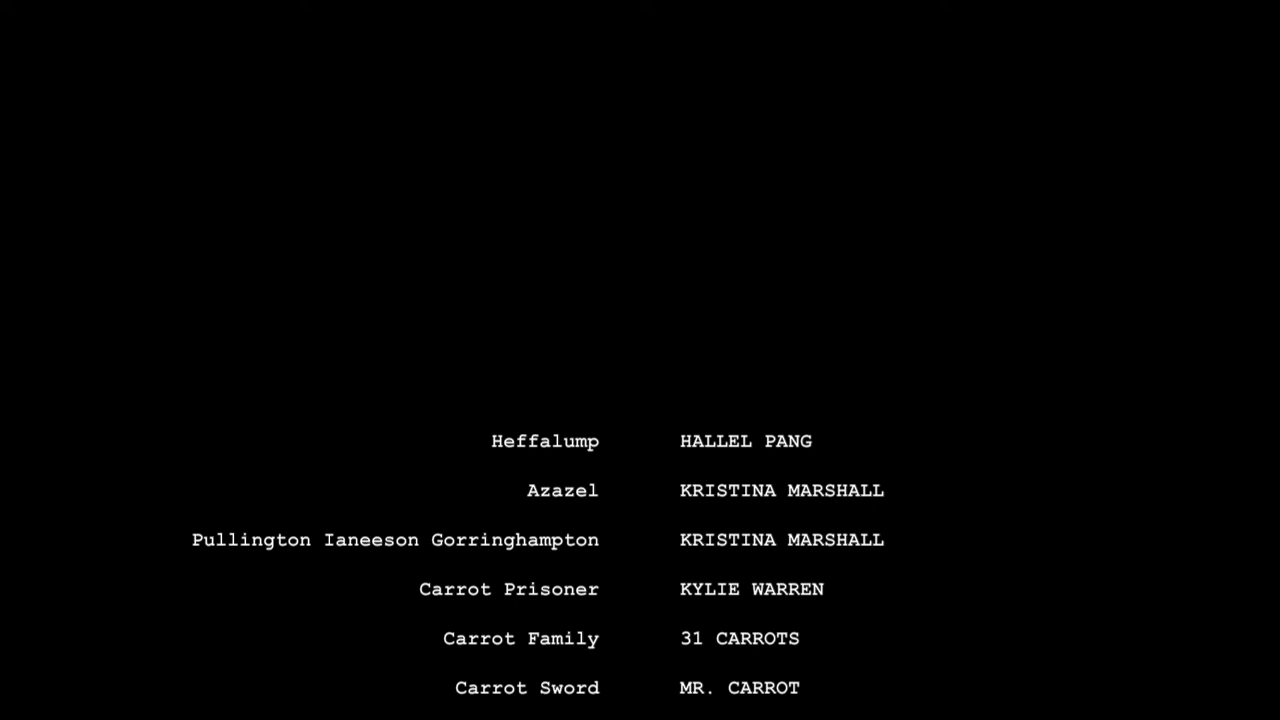 Heffalump HALLEL PANG
Azazel KRISTINA MARSHALL
Pullington Ianeeson Gorringhampton KRISTINA MARSHALL
Carrot Prisoner KYLIE WARREN
Carrot Family 31 CARROTS
Carrot Sword MR. CARROT